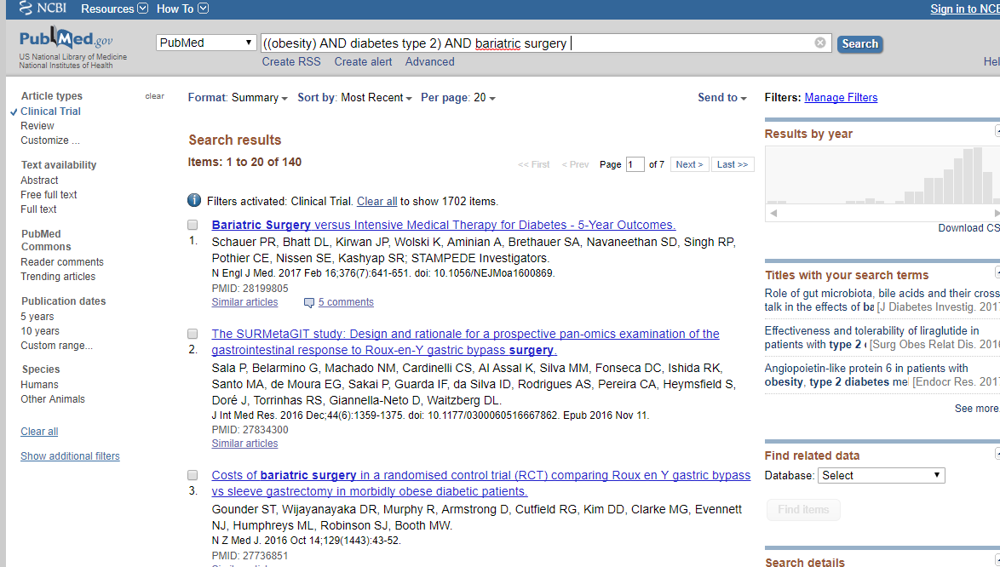 NCBI Resources How To Sign in to NCB
PubMed.gov
US National Library of Medicine
National Institutes of Health
PubMed
((obesity) AND diabetes type 2) AND bariatric surgery
Search
Create RSS Create alert Advanced
Hel
Article types
clear
Clinical Trial
Review
Customize ...
Text availability
Abstract
Free full text
Full text
PubMed
Commons
Reader comments
Trending articles
Publication dates
5 years
10 years
Custom range...
Species
Humans
Other Animals
Clear all
Show additional filters
Format: Summary Sort by: Most Recent Per page: 20 Send to
Search results
Items: 1 to 20 of 140
<< First < Prev Page 1 of 7 Next > Last >>
Filters activated: Clinical Trial. Clear all to show 1702 items.
Bariatric Surgery versus Intensive Medical Therapy for Diabetes - 5-Year Outcomes.
1. Schauer PR, Bhatt DL, Kirwan JP, Wolski K, Aminian A, Brethauer SA, Navaneethan SD, Singh RP,
Pothier CE, Nissen SE, Kashyap SR; STAMPEDE Investigators.
N Engl J Med. 2017 Feb 16;376(7):641-651. doi: 10.1056/NEJMoa1600869.
PMID: 28199805
Similar articles 5 comments
The SURMetaGIT study: Design and rationale for a prospective pan-omics examination of the
2. gastrointestinal response to Roux-en-Y gastric bypass surgery.
Sala P, Belarmino G, Machado NM, Cardinelli CS, Al Assal K, Silva MM, Fonseca DC, Ishida RK,
Santo MA, de Moura EG, Sakai P, Guarda IF, da Silva ID, Rodrigues AS, Pereira CA, Heymsfield S,
Doré J, Torrinhas RS, Giannella-Neto D, Waitzberg DL.
J Int Med Res. 2016 Dec;44(6):1359-1375. doi: 10.1177/0300060516667862. Epub 2016 Nov 11.
PMID: 27834300
Similar articles
Costs of bariatric surgery in a randomised control trial (RCT) comparing Roux en Y gastric bypass
3. vs sleeve gastrectomy in morbidly obese diabetic patients.
Gounder ST, Wijayanayaka DR, Murphy R, Armstrong D, Cutfield RG, Kim DD, Clarke MG, Evennett
NJ, Humphreys ML, Robinson SJ, Booth MW.
N Z Med J. 2016 Oct 14;129(1443):43-52.
PMID: 27736851
Filters: Manage Filters
Results by year
Download CS
Titles with your search terms
Role of gut microbiota, bile acids and their cross
talk in the effects of ba [J Diabetes Investig. 2017
Effectiveness and tolerability of liraglutide in
patients with type 2 [Surg Obes Relat Dis. 2016
Angiopoietin-like protein 6 in patients with
obesity, type 2 diabetes me [Endocr Res. 2017
See more
Find related data
Database: Select
Find items
Search details